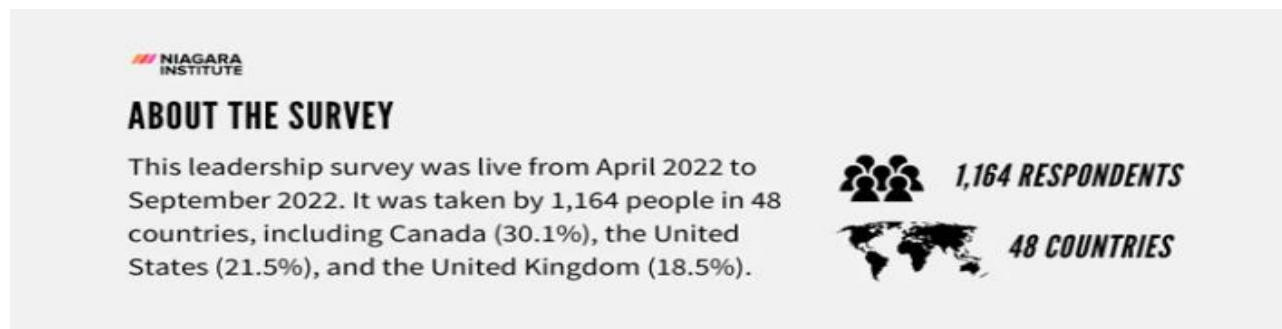 NIAGARA
INSTITUTE
ABOUT THE SURVEY
This leadership survey was live from April 2022 to
September 2022. It was taken by 1,164 people in 48
countries, including Canada (30.1%), the United
States (21.5%), and the United Kingdom (18.5%).
1,164 RESPONDENTS
48 COUNTRIES